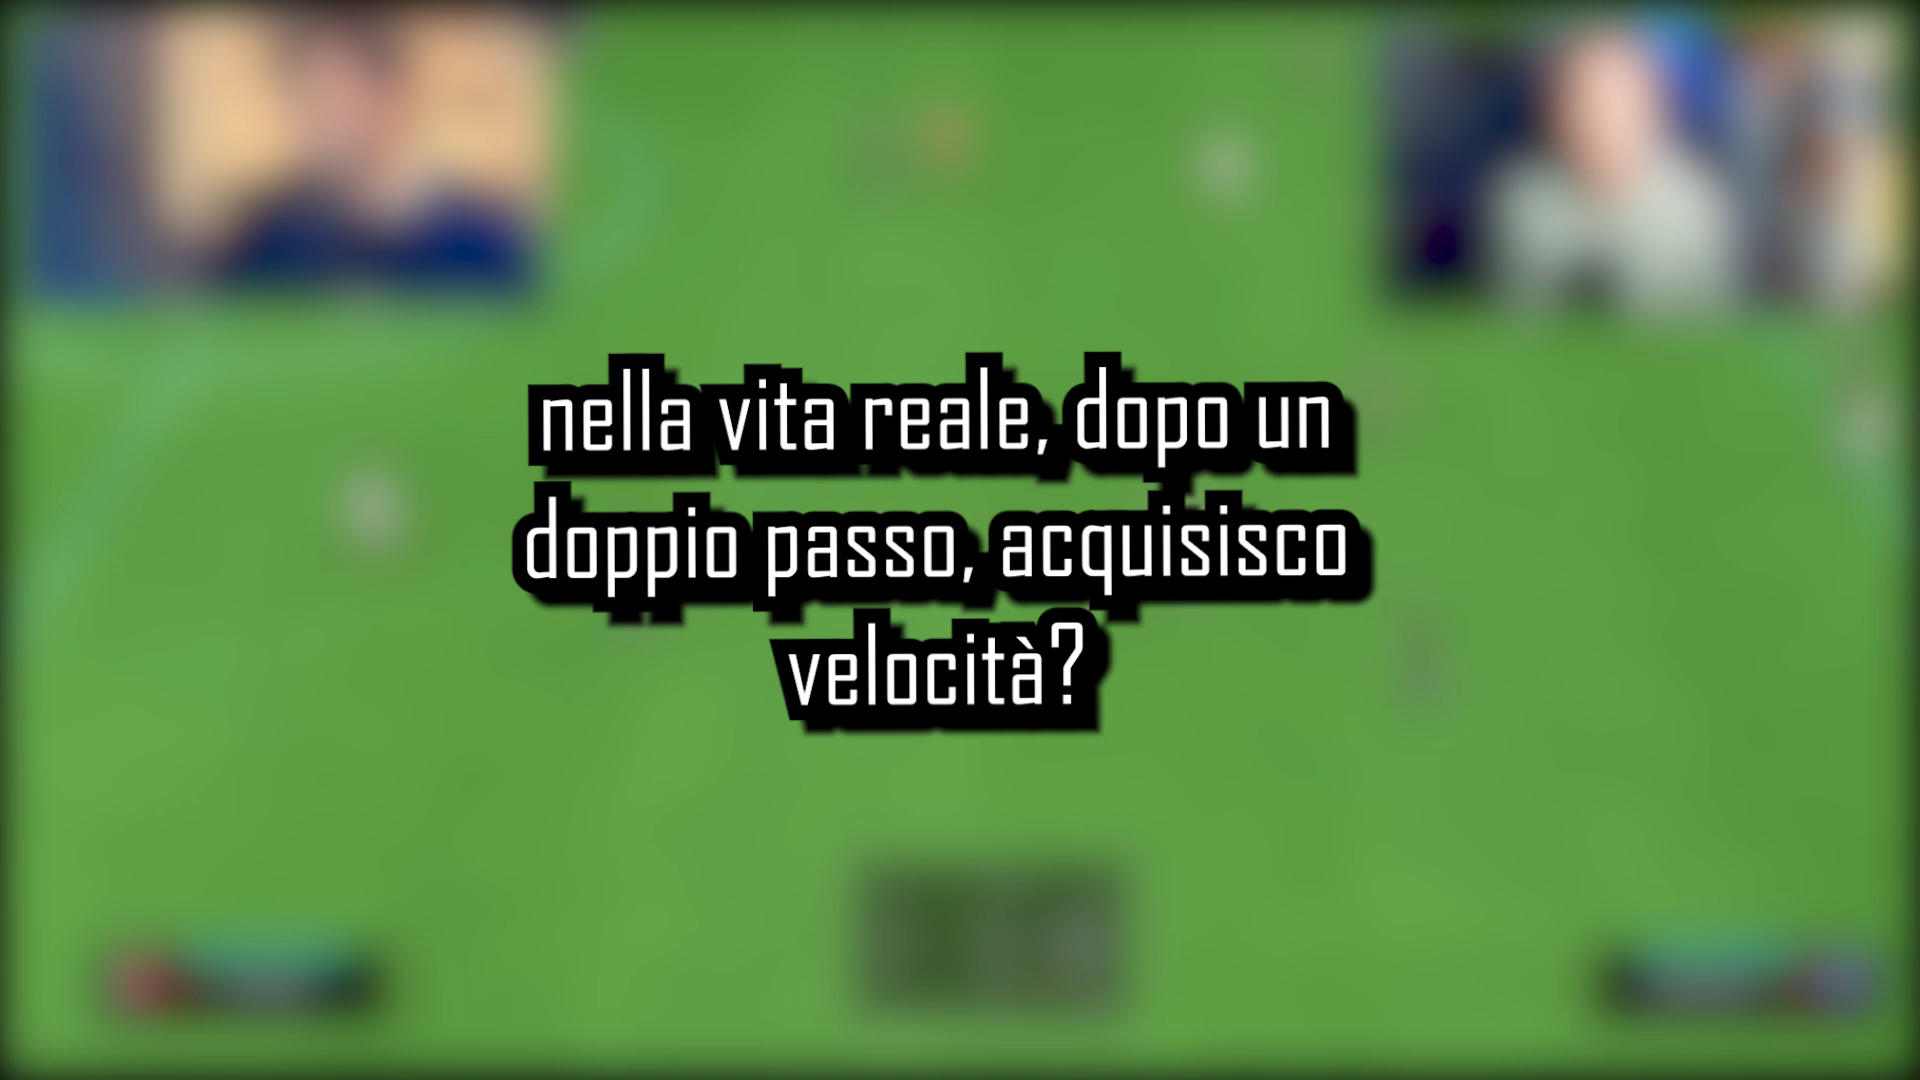 nella vita reale, dopo un
doppio passo, acquisisco
velocità?